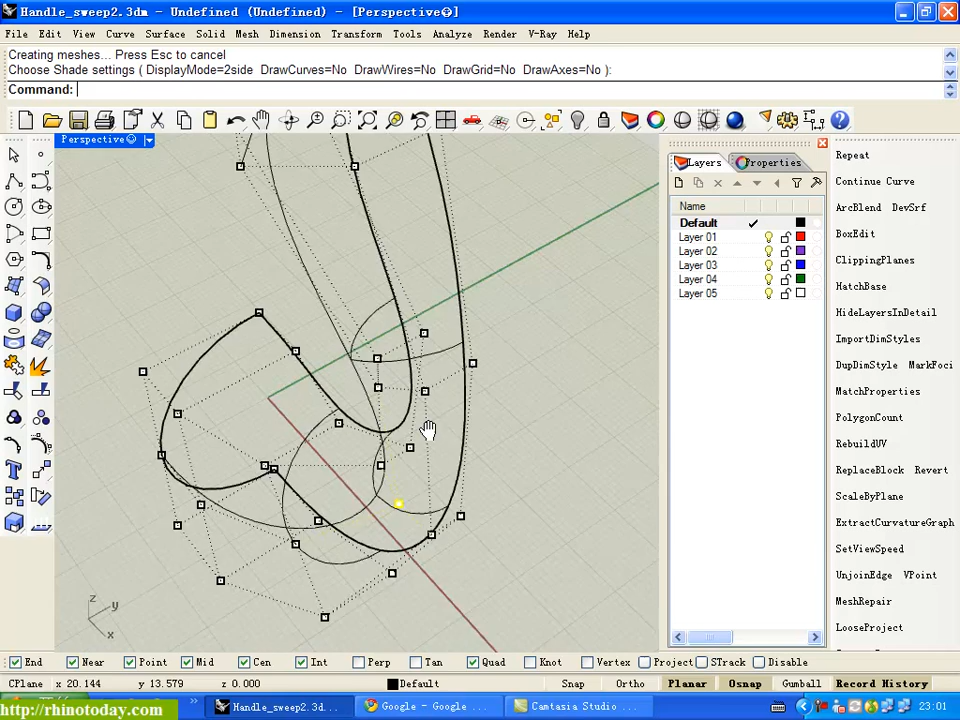 Handle_sweep2.3dm - Undefined (Undefined) - [Perspective]
File Edit View Curve Surface Solid Mesh Dimension Transform Tools Analyze Render V-Ray Help
Creating meshes... Press Esc to cancel
Choose Shade settings ( DisplayMode=2side DrawCurves=No DrawWires=No DrawGrid=No DrawAxes=No ):
Command:
Perspective
Layers Properties
Name
Default
Layer 01
Layer 02
Layer 03
Layer 04
Layer 05
Repeat
Continue Curve
ArcBlend DevSrf
BoxEdit
ClippingPlanes
HatchBase
HideLayersInDetail
ImportDimStyles
DupDimStyle MarkFoci
MatchProperties
PolygonCount
RebuildUV
ReplaceBlock Revert
ScaleByPlane
ExtractCurvatureGraph
SetViewSpeed
UnjoinEdge VPoint
MeshRepair
LooseProject
z
y
x
End Near Point Mid Cen Int Perp Tan Quad Knot Vertex Project STrack Disable
CPlane x 20.144 y 13.579 z 0.000 Default Snap Ortho Planar Osnap Gumball Record History
http://rhinotoday.com Handle_sweep2.3d... Google - Google ... Camtasia Studio ... 23:01